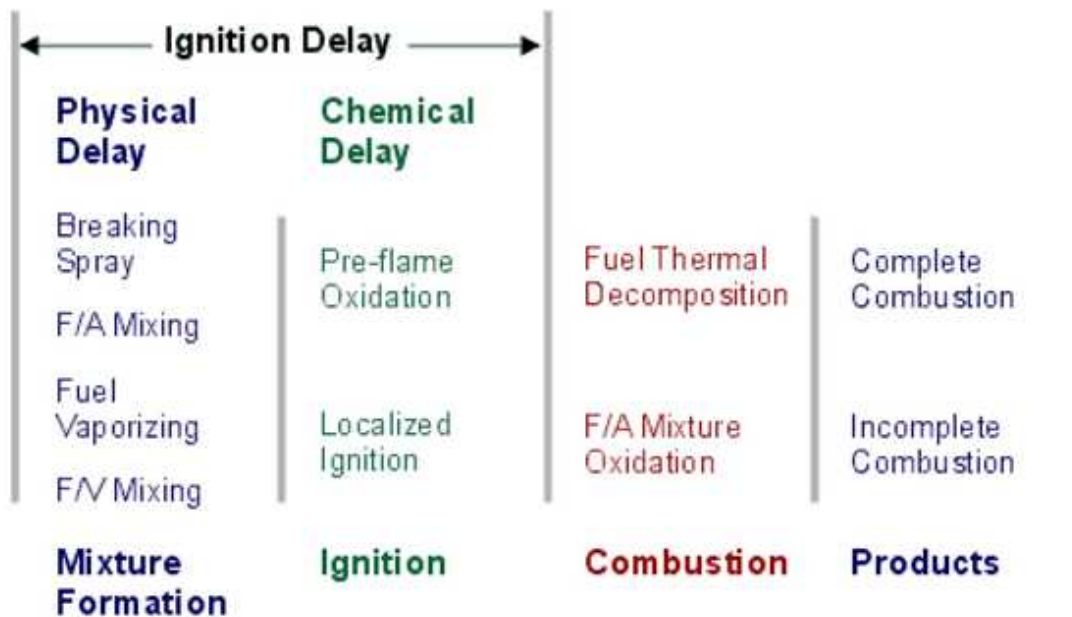 Ignition Delay
Physical
Delay
Chemical
Delay
Breaking
Spray
F/A Mixing
Fuel
Vaporizing
F/V Mixing
Pre-flame
Oxidation
Localized
Ignition
Fuel Thermal
Decomposition
F/A Mixture
Oxidation
Complete
Combustion
Incomplete
Combustion
Mixture
Formation
Ignition
Combustion
Products